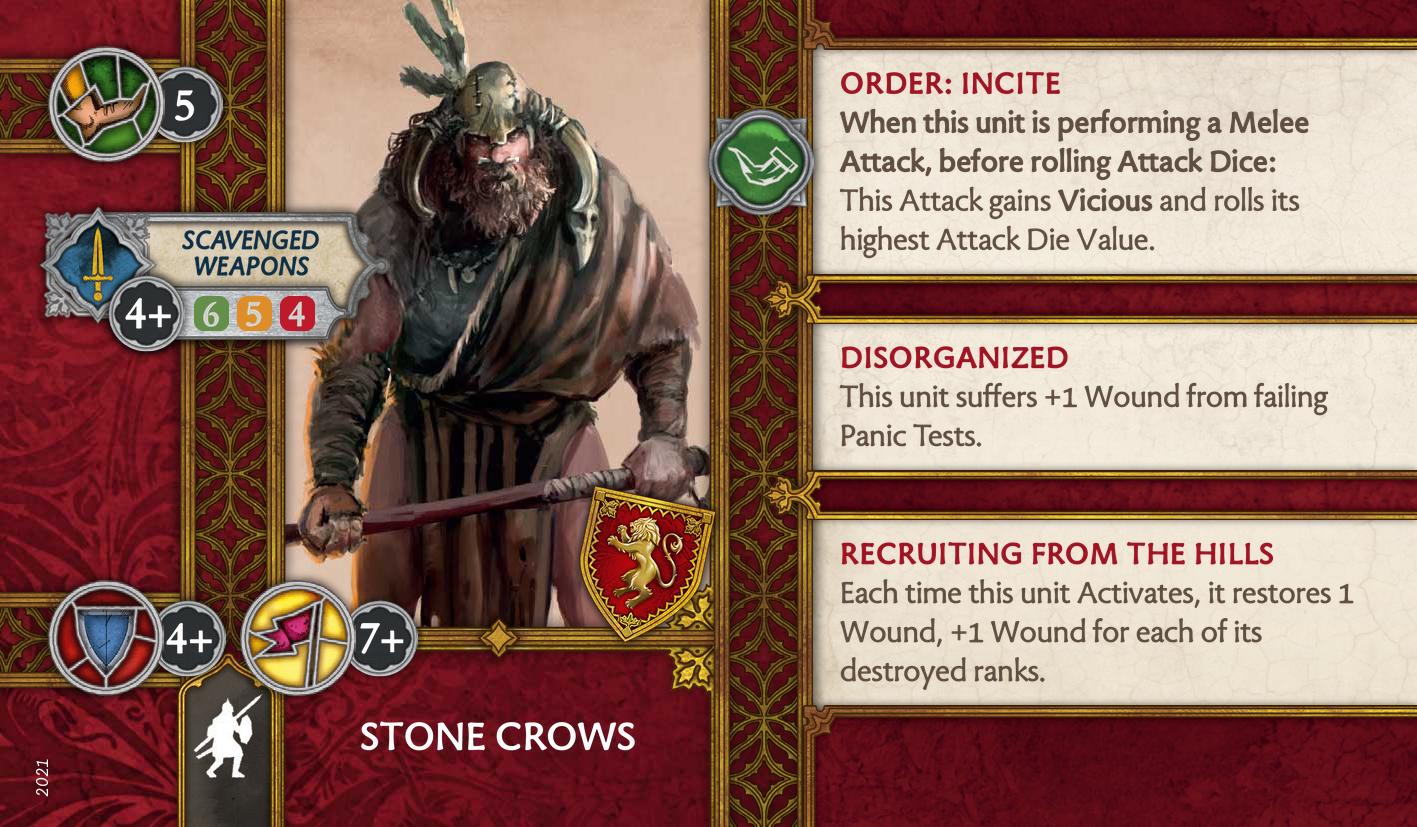 5
SCAVENGED
WEAPONS
4+ 6 5 4
4+ 7+
STONE CROWS
2021
ORDER: INCITE
When this unit is performing a Melee
Attack, before rolling Attack Dice:
This Attack gains Vicious and rolls its
highest Attack Die Value.
DISORGANIZED
This unit suffers +1 Wound from failing
Panic Tests.
RECRUITING FROM THE HILLS
Each time this unit Activates, it restores 1
Wound, +1 Wound for each of its
destroyed ranks.